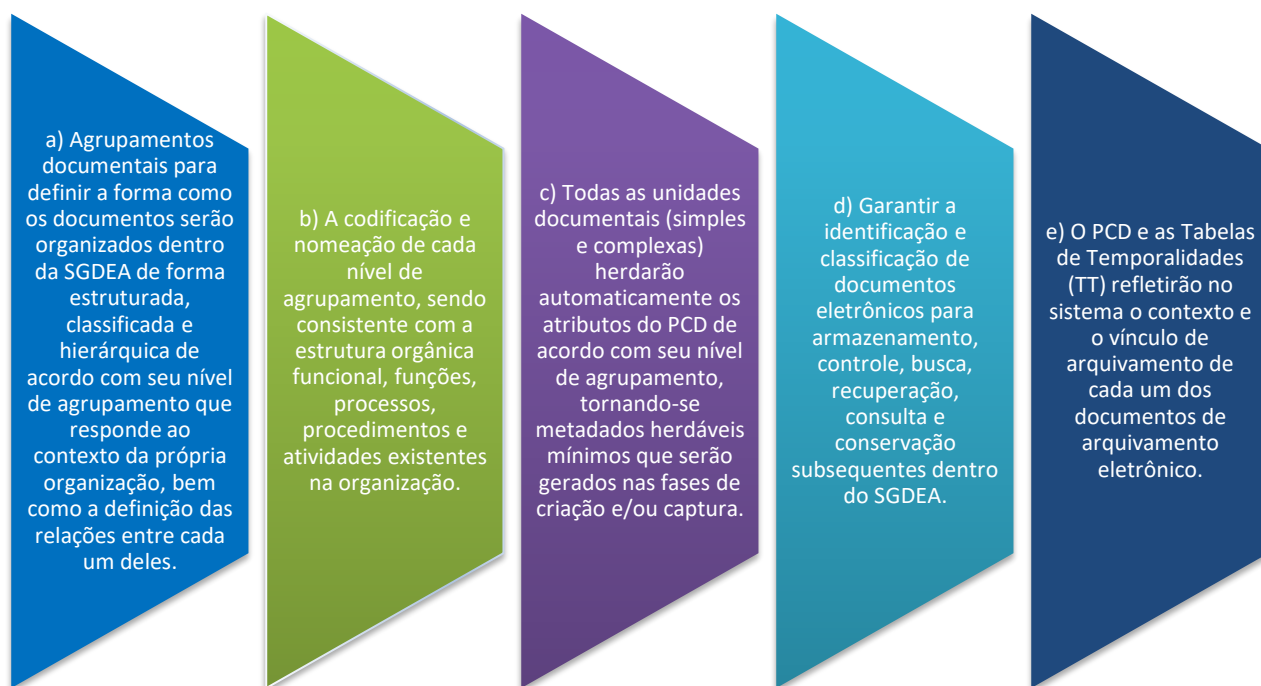 a) Agrupamentos
documentais para
definir a forma como
os documentos serão
organizados dentro
da SGDEA de forma
estruturada,
classificada e
hierárquica de
acordo com seu nível
de agrupamento que
responde ao
contexto da própria
organização, bem
como a definição das
relações entre cada
um deles.
b) A codificação e
nomeação de cada
nível de
agrupamento, sendo
consistente com a
estrutura orgânica
funcional, funções,
processos,
procedimentos e
atividades existentes
na organização.
c) Todas as unidades
documentais (simples
e complexas)
herdarão
automaticamente os
atributos do PCD de
acordo com seu nível
de agrupamento,
tornando-se
metadados herdáveis
mínimos que serão
gerados nas fases de
criação e/ou captura.
d) Garantir a
identificação e
classificação de
documentos
eletrônicos para
armazenamento,
controle, busca,
recuperação,
consulta e
conservação
subsequentes dentro
do SGDEA.
e) O PCD e as Tabelas
de Temporalidades
(TT) refletirão no
sistema o contexto e
o vínculo de
arquivamento de
cada um dos
documentos de
arquivamento
eletrônico.